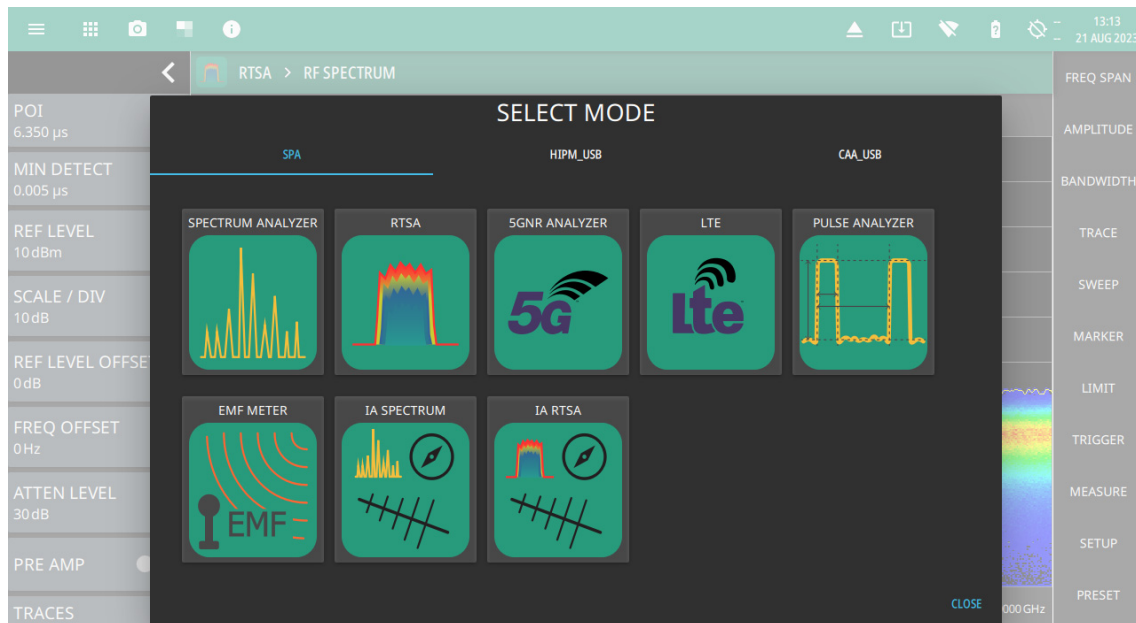 13:13
21 AUG 2023
RTSA > RF SPECTRUM
POI
6.350 µs
MIN DETECT
0.005 µs
REF LEVEL
10 dBm
SCALE / DIV
10 dB
REF LEVEL OFFSE
0 dB
FREQ OFFSET
0 Hz
ATTEN LEVEL
30 dB
PRE AMP
TRACES
SELECT MODE
SPA
HIPM_USB
CAA_USB
SPECTRUM ANALYZER
RTSA
5GNR ANALYZER
5G
LTE
Lte
PULSE ANALYZER
EMF METER
EMF
IA SPECTRUM
IA RTSA
CLOSE
000 GHz
FREQ SPAN
AMPLITUDE
BANDWIDTH
TRACE
SWEEP
MARKER
LIMIT
TRIGGER
MEASURE
SETUP
PRESET